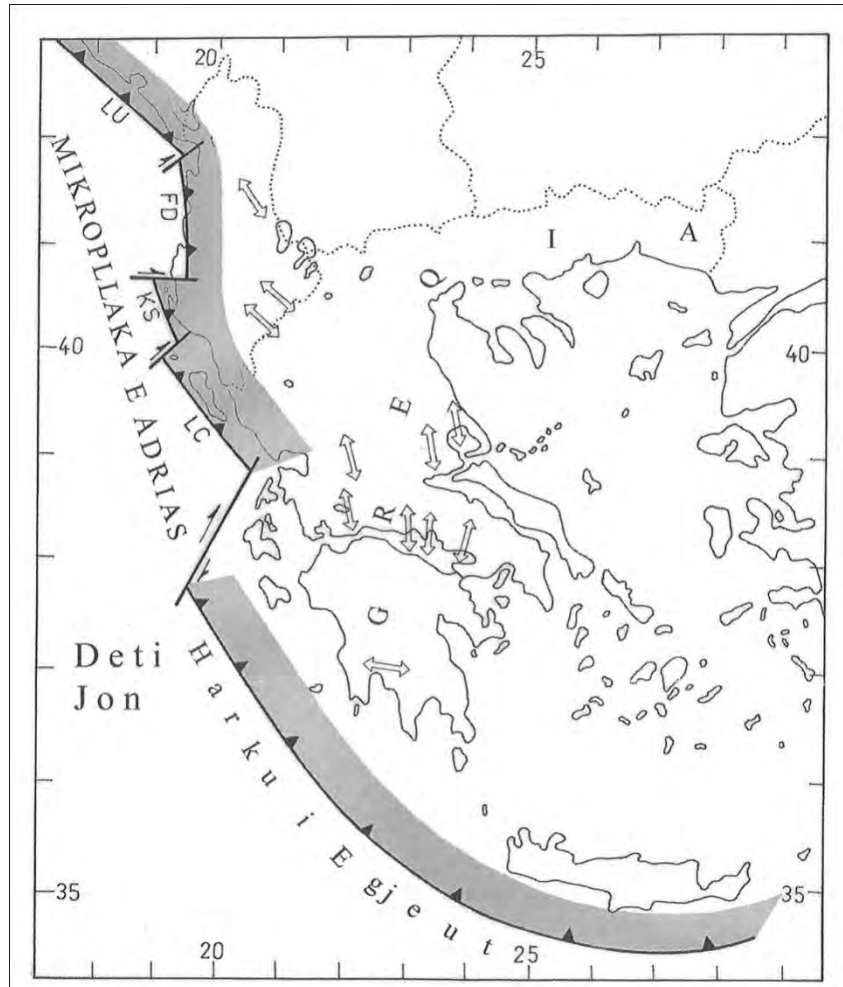 20 25
LU
MIKROPLLAKA E ADRIAS
FD
KS
LC
40 40
G R E Q I A
Deti
Jon
Harku i Egjeut
35 35
20 25